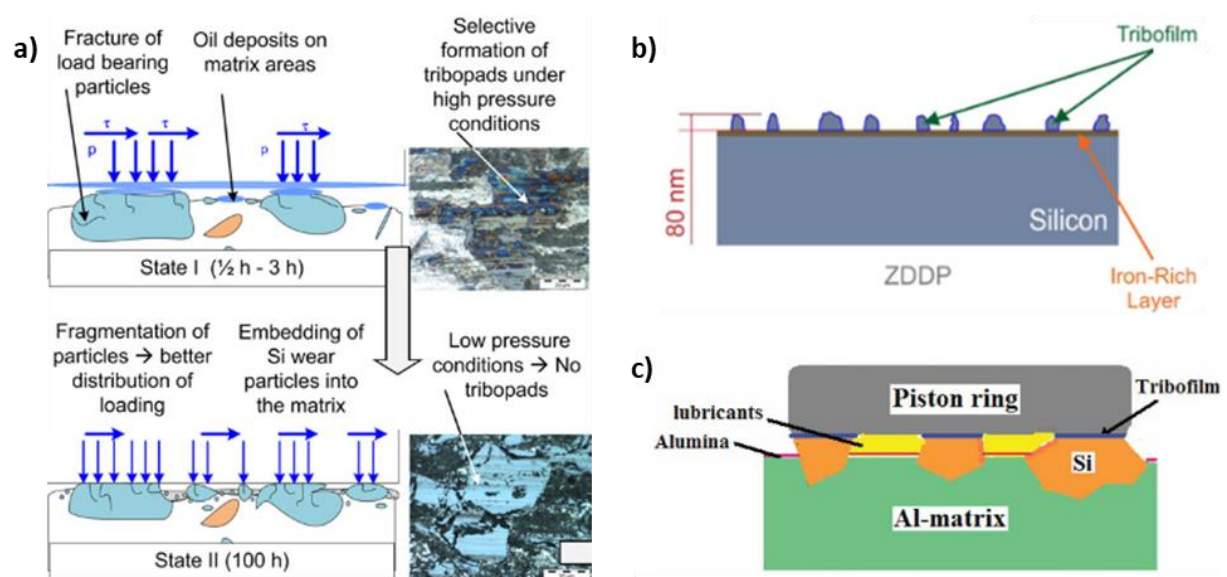 a)
Fracture of
load bearing
particles
Oil deposits on
matrix areas
Selective
formation of
tribopads under
high pressure
conditions
τ
τ
τ
p
p
State I (½ h - 3 h)
Fragmentation of
particles → better
distribution of
loading
Embedding of
Si wear
particles into
the matrix
Low pressure
conditions → No
tribopads
State II (100 h)
b)
Tribofilm
80 nm
Silicon
ZDDP
Iron-Rich
Layer
c)
Piston ring
Tribofilm
lubricants
Alumina
Si
Al-matrix